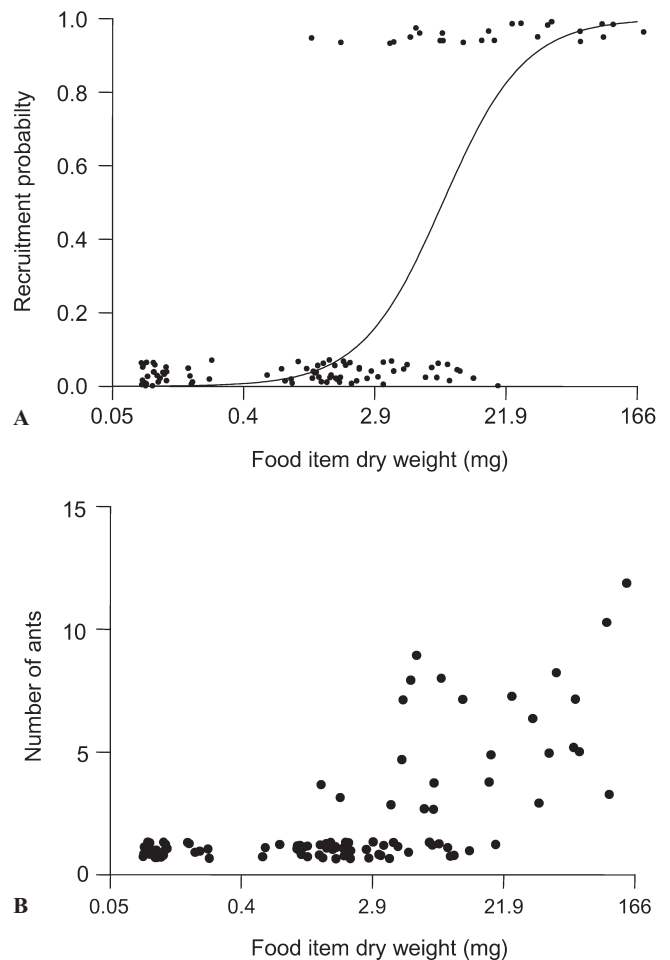 1.0
0.8
0.6
0.4
0.2
0.0
Recruitment probabilty
0.05 0.4 2.9 21.9 166
A
Food item dry weight (mg)
15
10
5
0
Number of ants
0.05 0.4 2.9 21.9 166
B
Food item dry weight (mg)